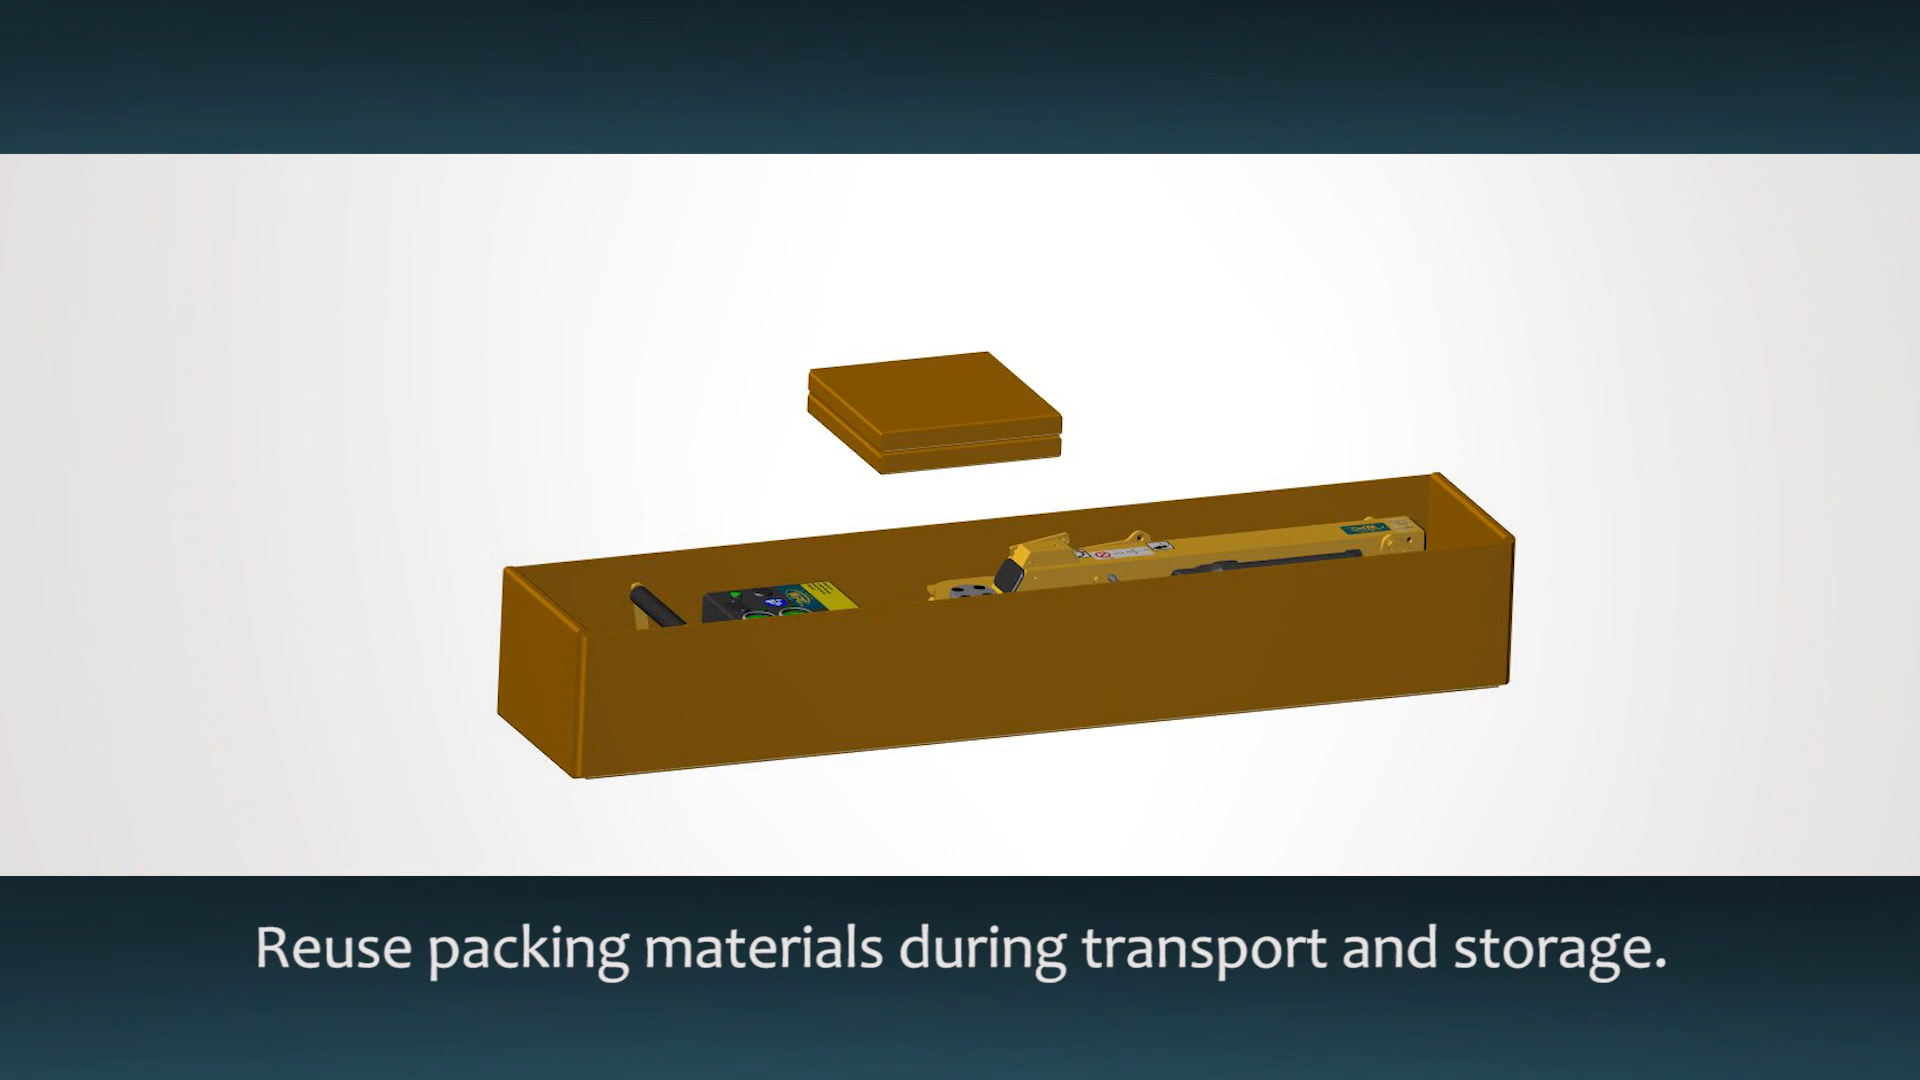 Reuse packing materials during transport and storage.